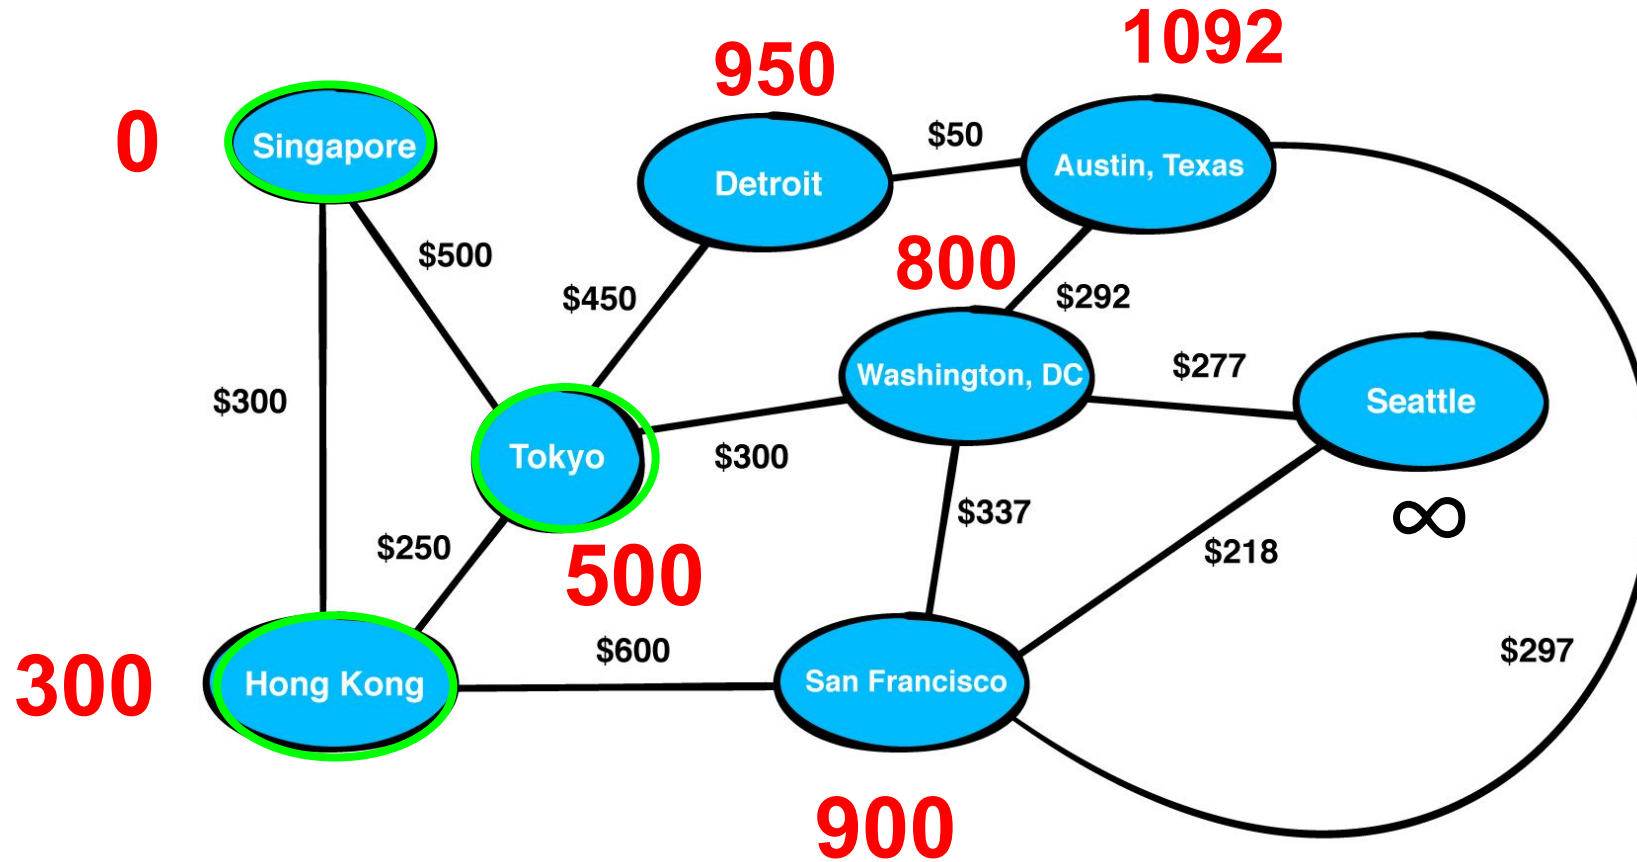 1092
950
0
Singapore
Detroit
$50
Austin, Texas
$500
$450
800
$292
$300
Tokyo
$300
Washington, DC
$277
Seattle
∞
$250
500
$337
$218
300
Hong Kong
$600
San Francisco
$297
900